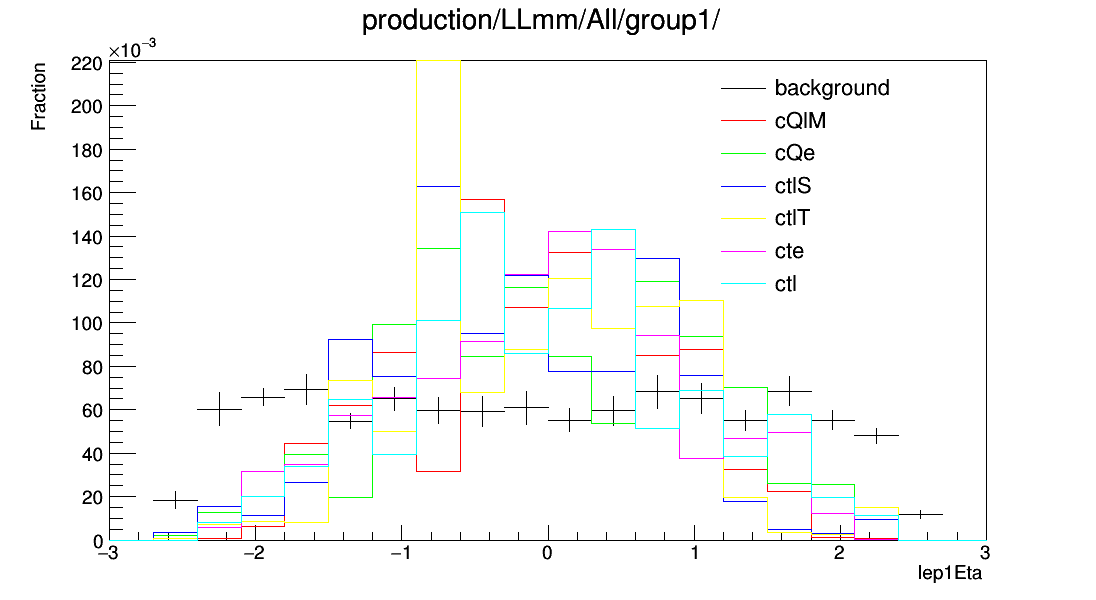 production/LLmm/All/group1/
×10⁻³
Fraction
220
200
180
160
140
120
100
80
60
40
20
0
background
cQlM
cQe
ctlS
ctlT
cte
ctl
−3 −2 −1 0 1 2 3
lep1Eta